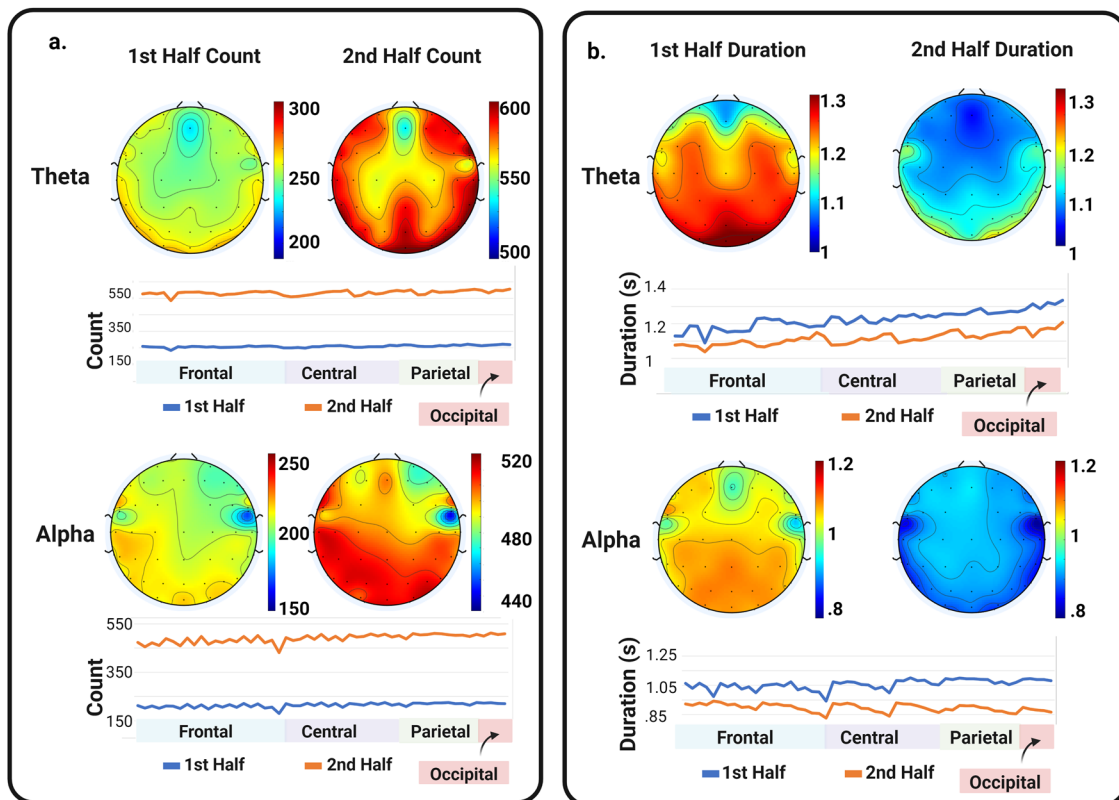 a.
1st Half Count
2nd Half Count
Theta
300
250
200
600
550
500
Count
550
350
150
Frontal
Central
Parietal
Occipital
1st Half
2nd Half
Alpha
250
200
150
520
480
440
Count
550
350
150
Frontal
Central
Parietal
Occipital
1st Half
2nd Half
b.
1st Half Duration
2nd Half Duration
Theta
1.3
1.2
1.1
1
1.3
1.2
1.1
1
Duration (s)
1.4
1.2
1
Frontal
Central
Parietal
Occipital
1st Half
2nd Half
Alpha
1.2
1
.8
1.2
1
.8
Duration (s)
1.25
1.05
.85
Frontal
Central
Parietal
Occipital
1st Half
2nd Half